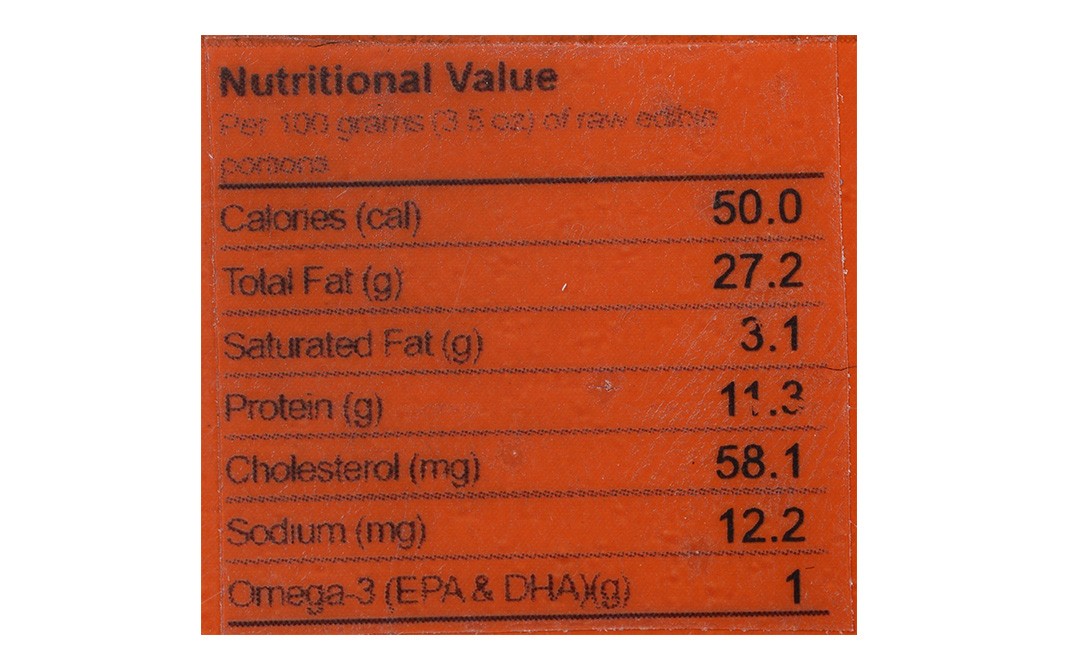 Nutritional Value
Per 100 grams (3.5 oz) of raw edible
portions
Calories (cal) 50.0
Total Fat (g) 27.2
Saturated Fat (g) 3.1
Protein (g) 11.3
Cholesterol (mg) 58.1
Sodium (mg) 12.2
Omega-3 (EPA & DHA)(g) 1